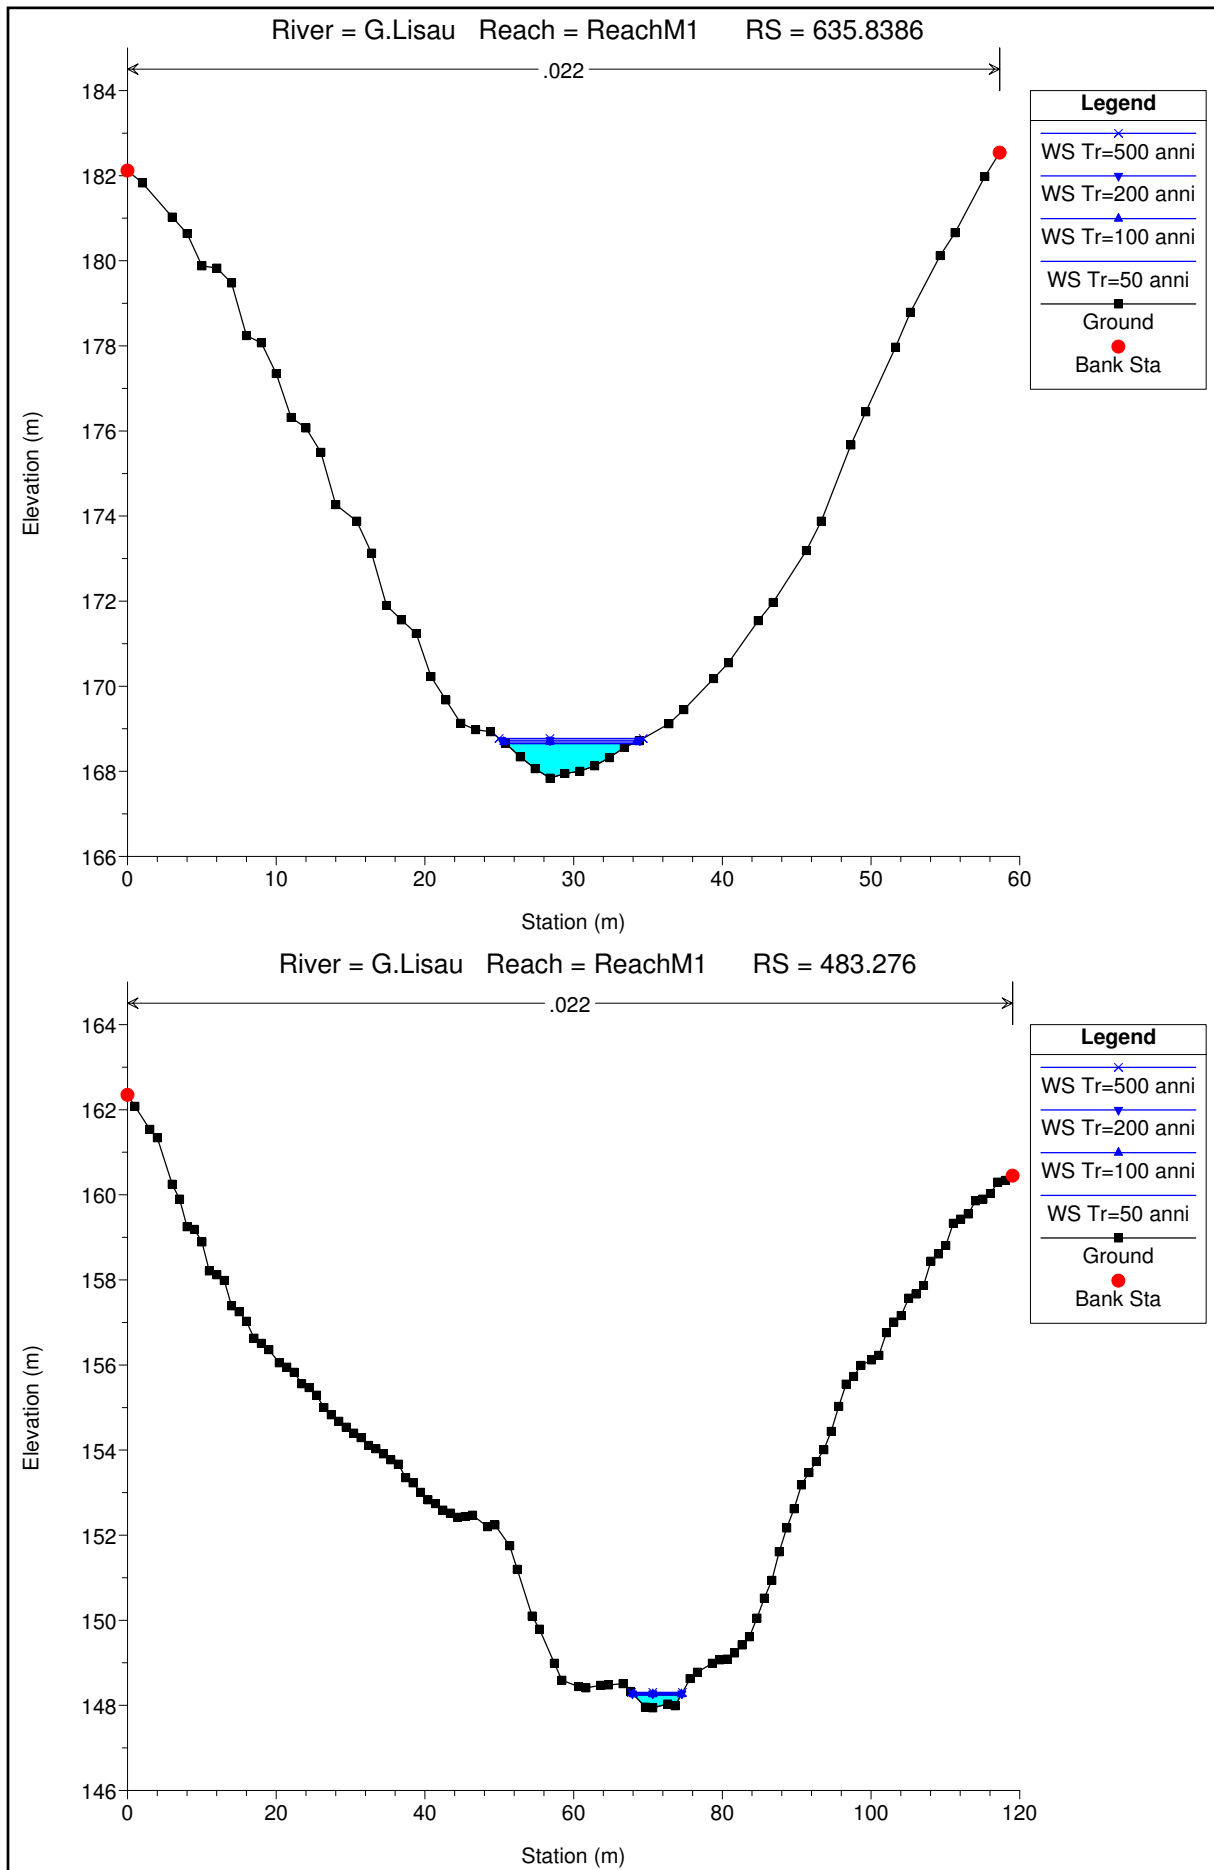 River = G.Lisau Reach = ReachM1 RS = 635.8386
.022
184
182
180
178
176
174
172
170
168
166
Elevation (m)
0 10 20 30 40 50 60
Station (m)
Legend
WS Tr=500 anni
WS Tr=200 anni
WS Tr=100 anni
WS Tr=50 anni
Ground
Bank Sta
River = G.Lisau Reach = ReachM1 RS = 483.276
.022
164
162
160
158
156
154
152
150
148
146
Elevation (m)
0 20 40 60 80 100 120
Station (m)
Legend
WS Tr=500 anni
WS Tr=200 anni
WS Tr=100 anni
WS Tr=50 anni
Ground
Bank Sta